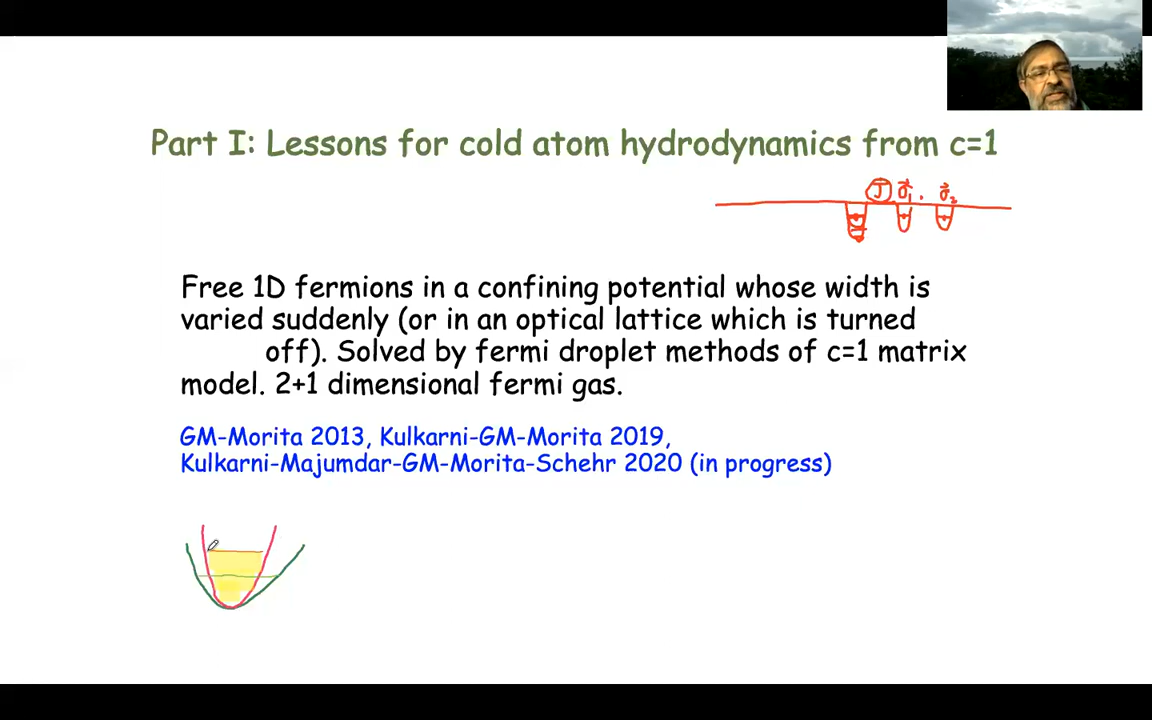 Part I: Lessons for cold atom hydrodynamics from c=1
J σ⃗₁ · σ⃗₂
Free 1D fermions in a confining potential whose width is
varied suddenly (or in an optical lattice which is turned
off). Solved by fermi droplet methods of c=1 matrix
model. 2+1 dimensional fermi gas.
GM-Morita 2013, Kulkarni-GM-Morita 2019,
Kulkarni-Majumdar-GM-Morita-Schehr 2020 (in progress)